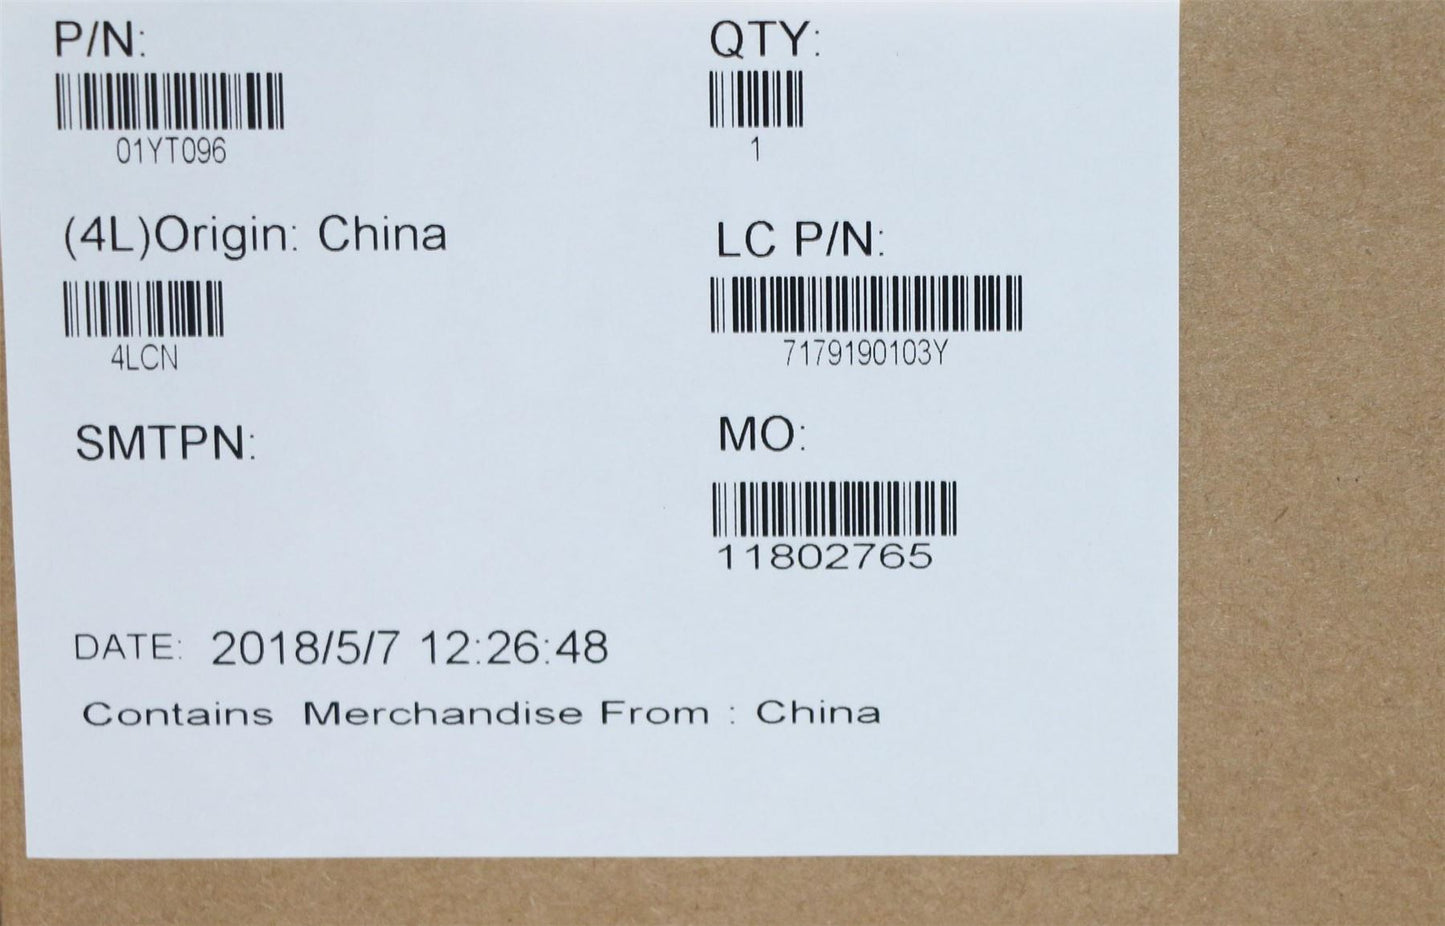 P/N:
QTY:
01YT096
1
(4L)Origin: China
LC P/N:
4LCN
7179190103Y
SMTPN:
MO:
11802765
DATE: 2018/5/7 12:26:48
Contains Merchandise From : China